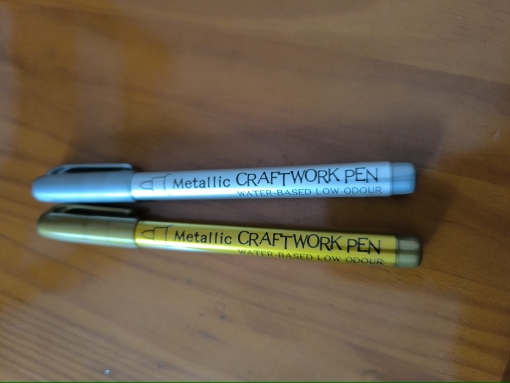 Metallic CRAFTWORK PEN
WATER-BASED LOW ODOUR
Metallic CRAFTWORK PEN
WATER-BASED LOW ODOUR